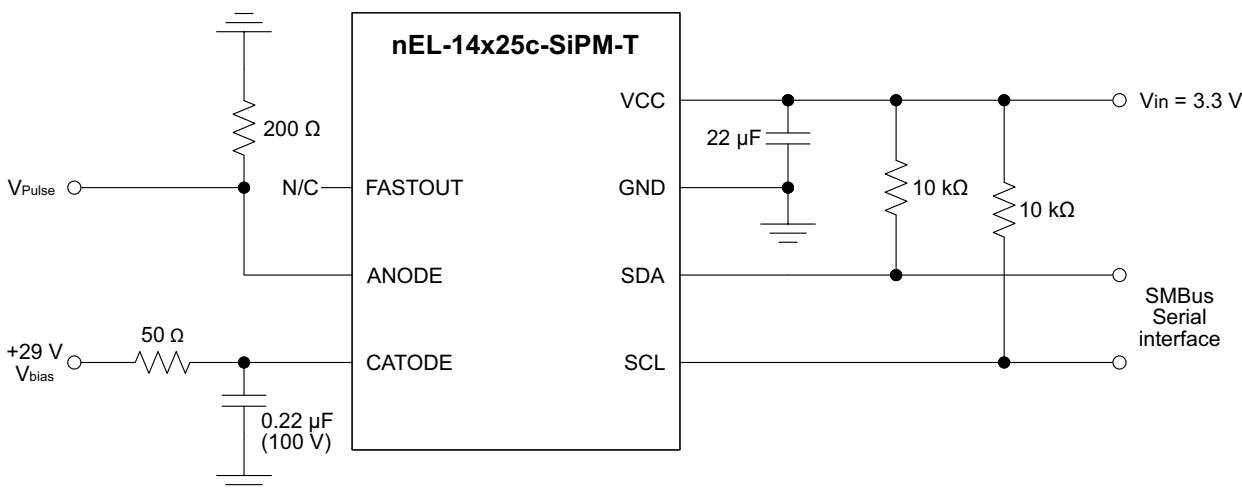 nEL-14x25c-SiPM-T
VCC
Vin = 3.3 V
200 Ω
22 µF
VPulse
N/C
FASTOUT
GND
10 kΩ
10 kΩ
ANODE
SDA
SMBus
Serial
interface
50 Ω
+29 V
Vbias
CATODE
SCL
0.22 µF
(100 V)